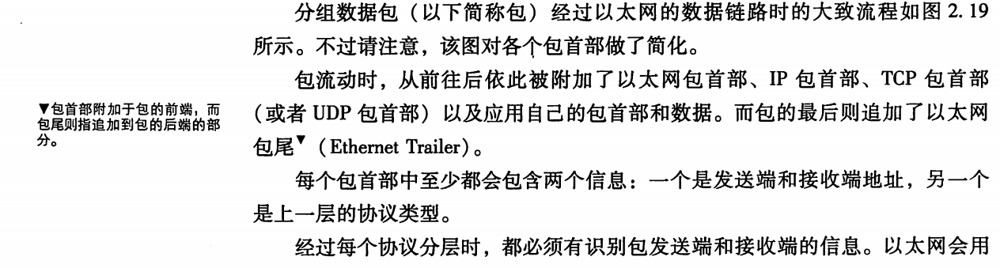 分组数据包（以下简称包）经过以太网的数据链路时的大致流程如图 2.19
所示。不过请注意，该图对各个包首部做了简化。
包流动时，从前往后依此被附加了以太网包首部、IP 包首部、TCP 包首部
（或者 UDP 包首部）以及应用自己的包首部和数据。而包的最后则追加了以太网
包尾▼（Ethernet Trailer）。
▼包首部附加于包的前端，而
包尾则指追加到包的后端的部
分。
每个包首部中至少都会包含两个信息：一个是发送端和接收端地址，另一个
是上一层的协议类型。
经过每个协议分层时，都必须有识别包发送端和接收端的信息。以太网会用